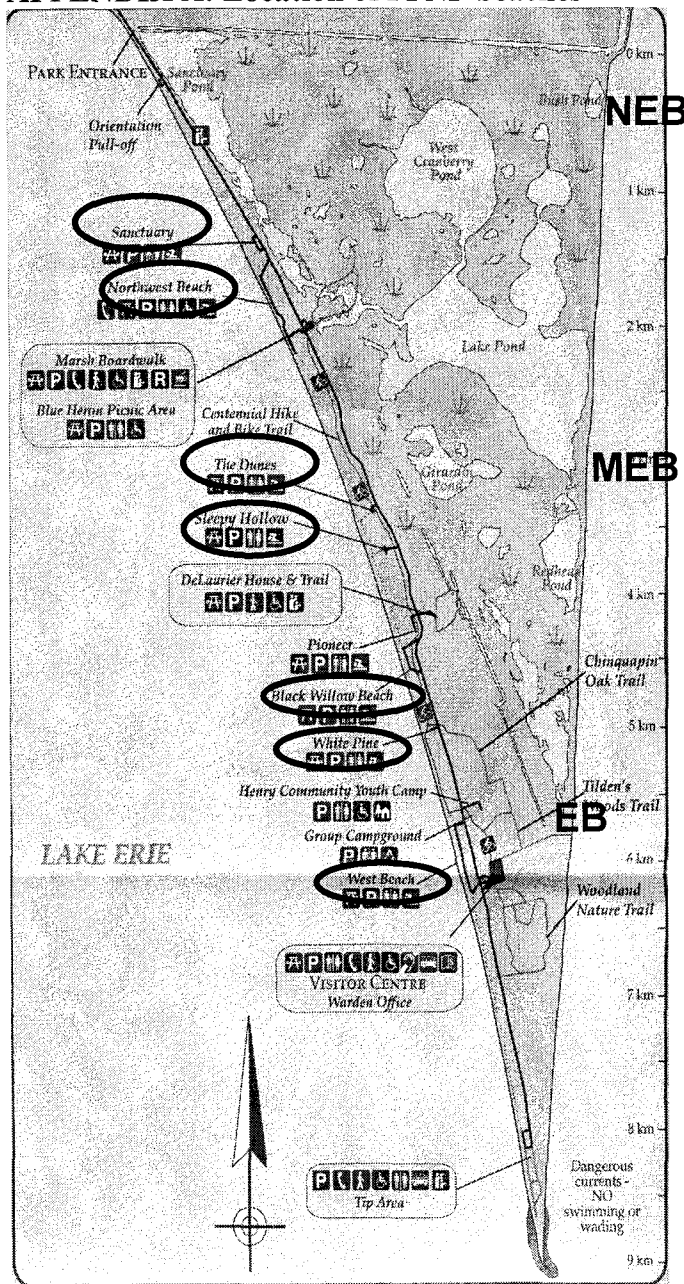 0 km
PARK ENTRANCE
Sanctuary
Pond
Bush Pond
NEB
Orientation
Pull-off
West
Cranberry
Pond
1 km
Sanctuary
P
Northwest Beach
P
2 km
Marsh Boardwalk
P R
Lake Pond
Blue Heron Picnic Area
P
Centennial Hike
and Bike Trail
The Dunes
P
Girardin
Pond
MEB
Sleepy Hollow
P
Redhead
Pond
DeLaurier House & Trail
P
4 km
Pioneer
P
Chinquapin
Oak Trail
Black Willow Beach
P
5 km
White Pine
P
Henry Community Youth Camp
P
Tilden's
Woods Trail
EB
Group Campground
P
LAKE ERIE
6 km
West Beach
P
Woodland
Nature Trail
P
VISITOR CENTRE
Warden Office
7 km
8 km
P
Tip Area
Dangerous
currents -
NO
swimming or
wading
9 km